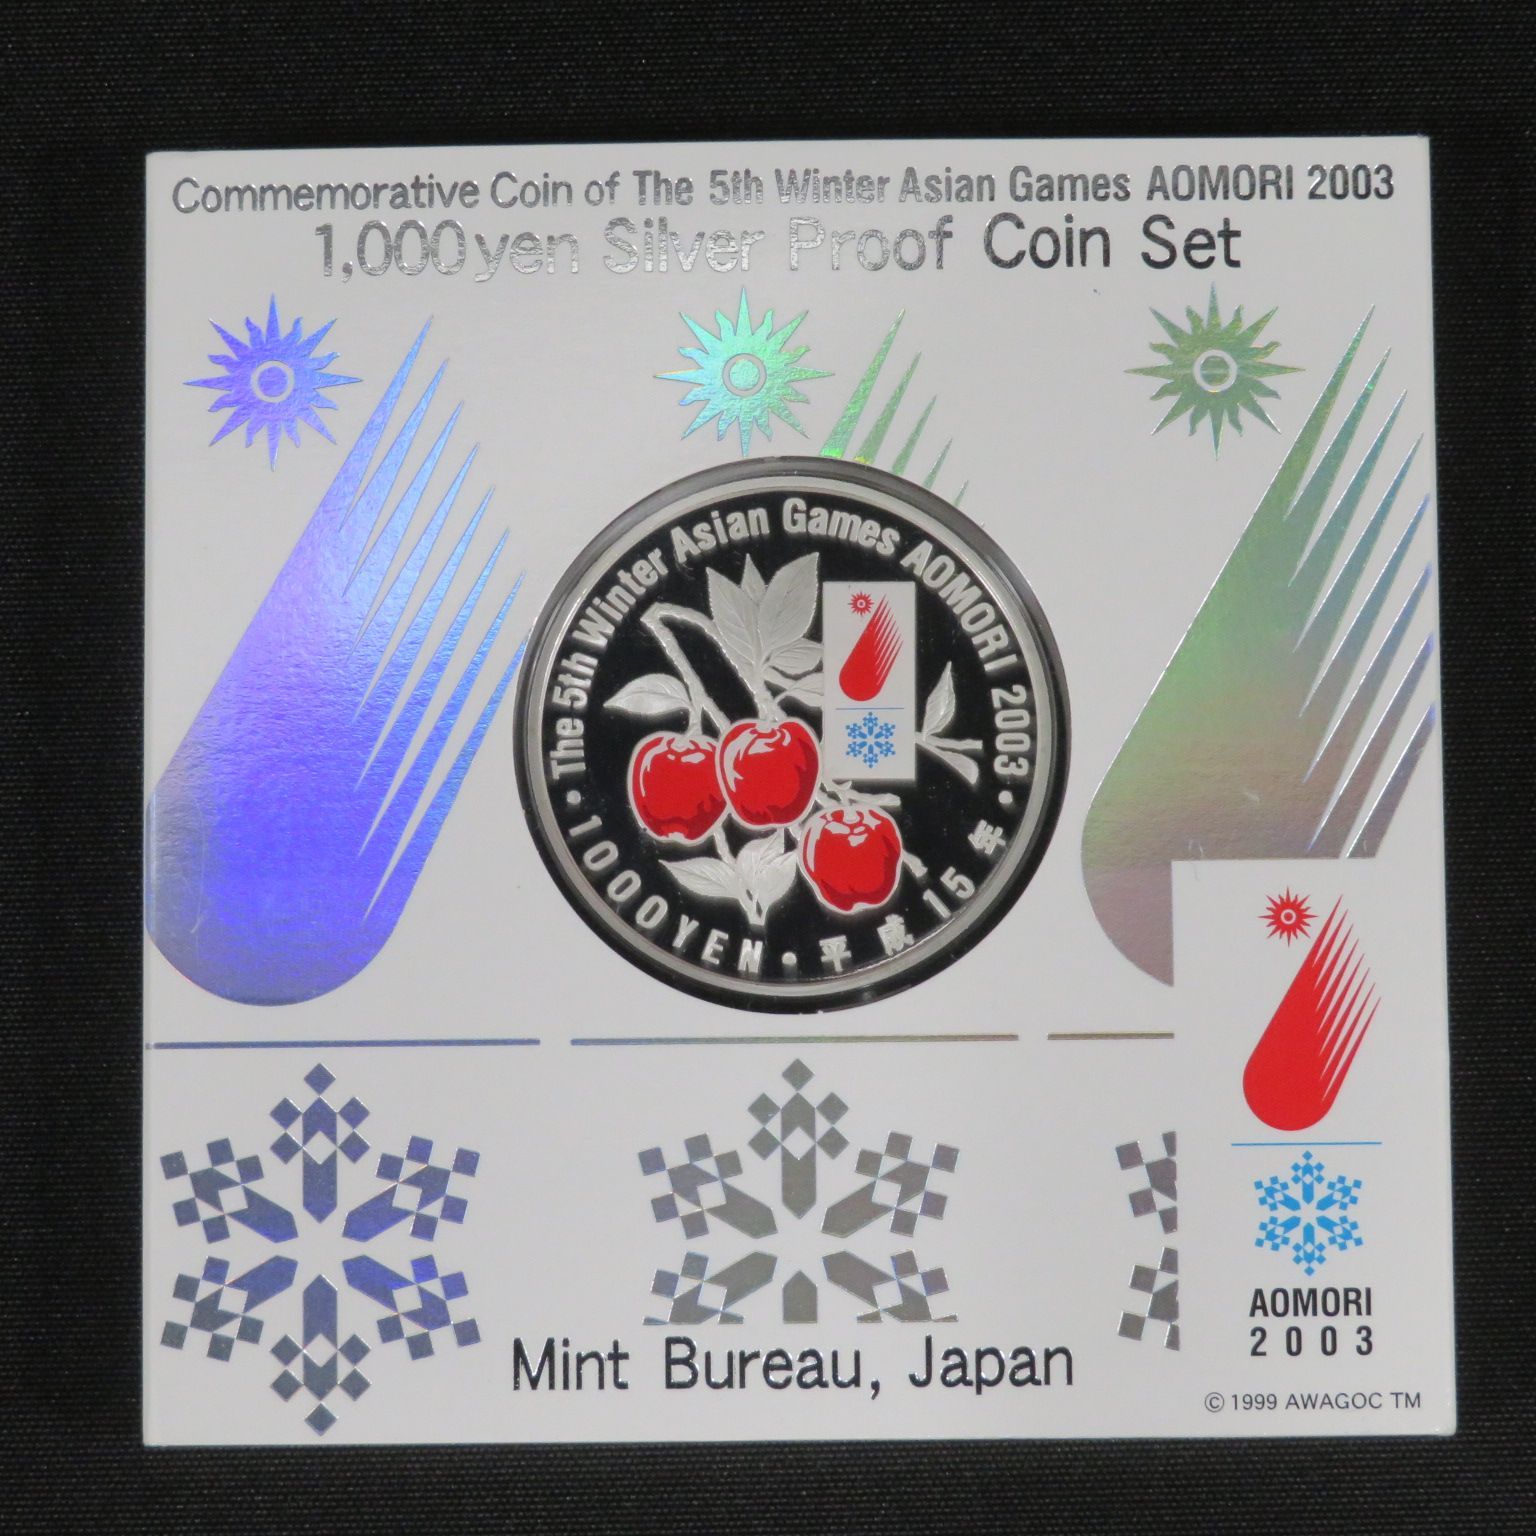 Commemorative Coin of The 5th Winter Asian Games AOMORI 2003
1,000yen Silver Proof Coin Set
The 5th Winter Asian Games AOMORI 2003
1000YEN・平成15年
AOMORI
2003
Mint Bureau, Japan
© 1999 AWAGOC TM